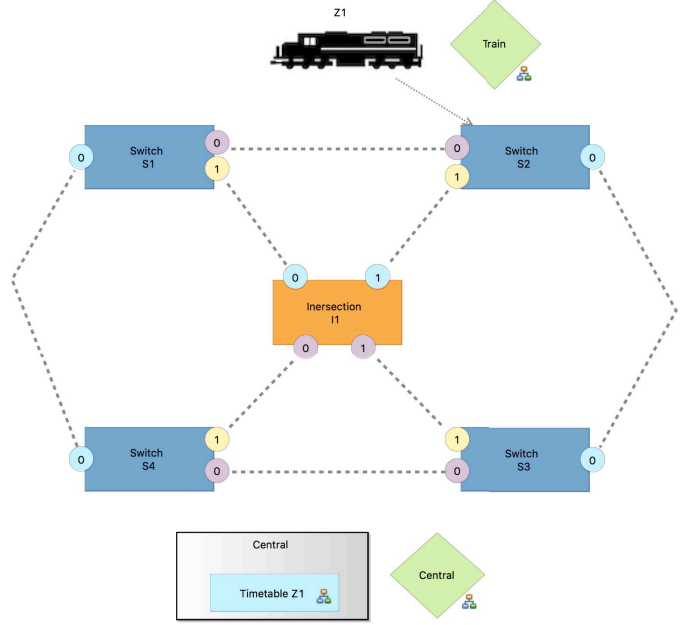 Z1
Train
Switch
S1
0
0
1
Switch
S2
0
1
0
Inersection
I1
0
1
0
1
Switch
S4
0
1
0
Switch
S3
1
0
0
Central
Timetable Z1
Central